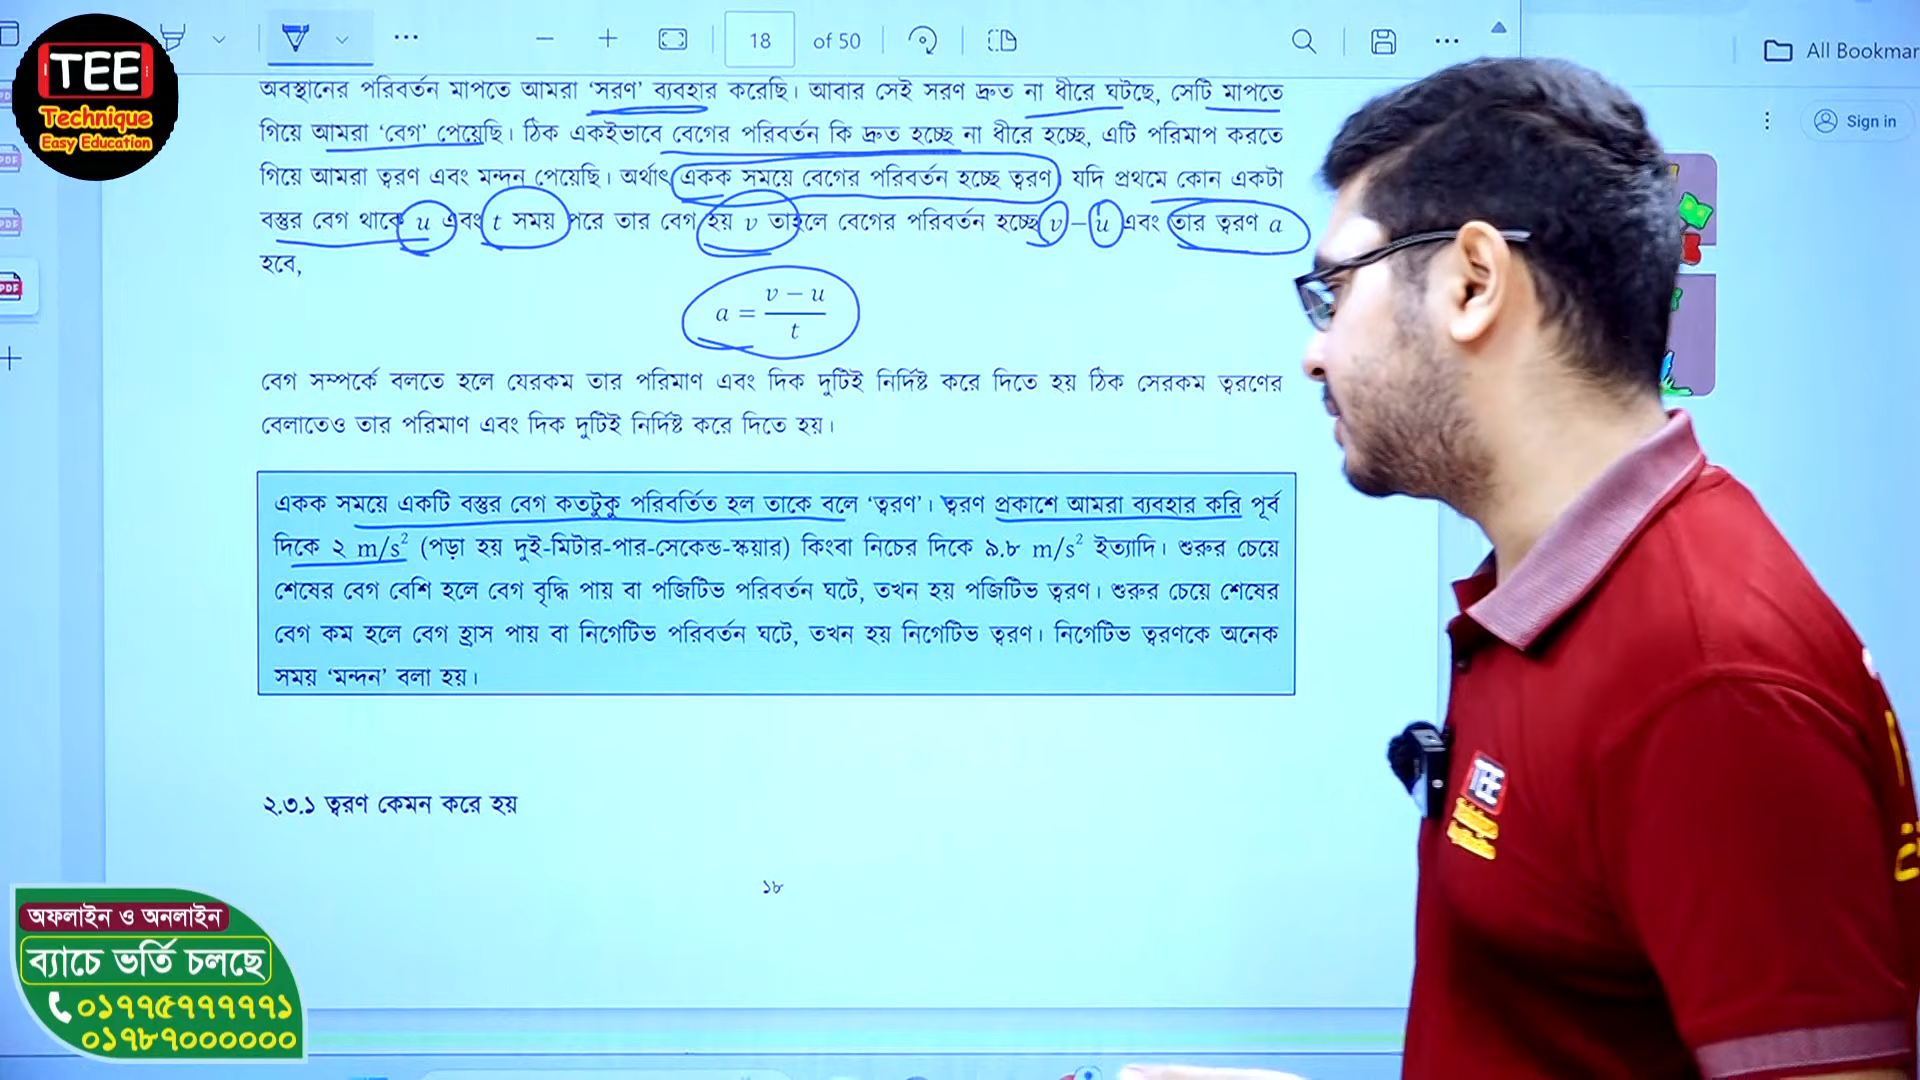 TEE
Technique
Easy Education
18 of 50
All Bookmar
Sign in
অবস্থানের পরিবর্তন মাপতে আমরা ‘সরণ’ ব্যবহার করেছি। আবার সেই সরণ দ্রুত না ধীরে ঘটছে, সেটি মাপতে
গিয়ে আমরা ‘বেগ’ পেয়েছি। ঠিক একইভাবে বেগের পরিবর্তন কি দ্রুত হচ্ছে না ধীরে হচ্ছে, এটি পরিমাপ করতে
গিয়ে আমরা ত্বরণ এবং মন্দন পেয়েছি। অর্থাৎ একক সময়ে বেগের পরিবর্তন হচ্ছে ত্বরণ। যদি প্রথমে কোন একটা
বস্তুর বেগ থাকে u এবং t সময় পরে তার বেগ হয় v তাহলে বেগের পরিবর্তন হচ্ছে v – u এবং তার ত্বরণ a
হবে,
a = (v – u) / t
বেগ সম্পর্কে বলতে হলে যেরকম তার পরিমাণ এবং দিক দুটিই নির্দিষ্ট করে দিতে হয় ঠিক সেরকম ত্বরণের
বেলাতেও তার পরিমাণ এবং দিক দুটিই নির্দিষ্ট করে দিতে হয়।
একক সময়ে একটি বস্তুর বেগ কতটুকু পরিবর্তিত হল তাকে বলে ‘ত্বরণ’। ত্বরণ প্রকাশে আমরা ব্যবহার করি পূর্ব
দিকে ২ m/s² (পড়া হয় দুই-মিটার-পার-সেকেন্ড-স্কয়ার) কিংবা নিচের দিকে ৯.৮ m/s² ইত্যাদি। শুরুর চেয়ে
শেষের বেগ বেশি হলে বেগ বৃদ্ধি পায় বা পজিটিভ পরিবর্তন ঘটে, তখন হয় পজিটিভ ত্বরণ। শুরুর চেয়ে শেষের
বেগ কম হলে বেগ হ্রাস পায় বা নিগেটিভ পরিবর্তন ঘটে, তখন হয় নিগেটিভ ত্বরণ। নিগেটিভ ত্বরণকে অনেক
সময় ‘মন্দন’ বলা হয়।
২.৩.১ ত্বরণ কেমন করে হয়
১৮
অফলাইন ও অনলাইন
ব্যাচে ভর্তি চলছে
০১৭৭৫৭৭৭৭৭১
০১৭৮৭০০০০০০
TEE